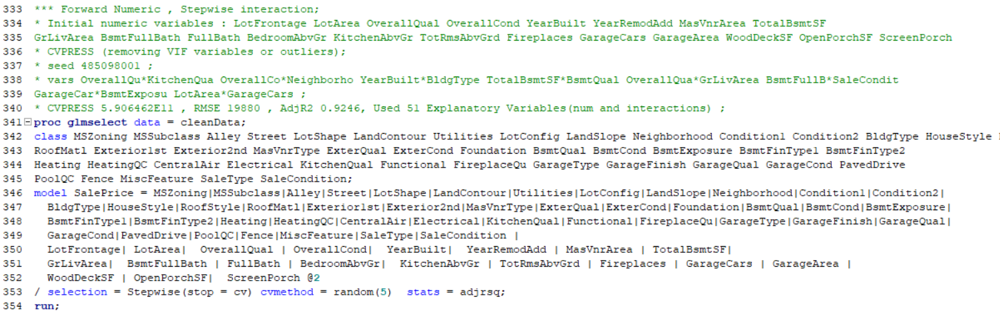 333 *** Forward Numeric , Stepwise interaction;
334 * Initial numeric variables : LotFrontage LotArea OverallQual OverallCond YearBuilt YearRemodAdd MasVnrArea TotalBsmtSF
335 GrLivArea BsmtFullBath FullBath BedroomAbvGr KitchenAbvGr TotRmsAbvGrd Fireplaces GarageCars GarageArea WoodDeckSF OpenPorchSF ScreenPorch
336 * CVPRESS (removing VIF variables or outliers);
337 * seed 485098001 ;
338 * vars OverallQu*KitchenQua OverallCo*Neighborho YearBuilt*BldgType TotalBsmtSF*BsmtQual OverallQua*GrLivArea BsmtFullB*SaleCondit
339 GarageCar*BsmtExposu LotArea*GarageCars ;
340 * CVPRESS 5.906462E11 , RMSE 19880 , AdjR2 0.9246, Used 51 Explanatory Variables(num and interactions) ;
341 proc glmselect data = cleanData;
342 class MSZoning MSSubclass Alley Street LotShape LandContour Utilities LotConfig LandSlope Neighborhood Condition1 Condition2 BldgType HouseStyle
343 RoofMatl Exterior1st Exterior2nd MasVnrType ExterQual ExterCond Foundation BsmtQual BsmtCond BsmtExposure BsmtFinType1 BsmtFinType2
344 Heating HeatingQC CentralAir Electrical KitchenQual Functional FireplaceQu GarageType GarageFinish GarageQual GarageCond PavedDrive
345 PoolQC Fence MiscFeature SaleType SaleCondition;
346 model SalePrice = MSZoning|MSSubclass|Alley|Street|LotShape|LandContour|Utilities|LotConfig|LandSlope|Neighborhood|Condition1|Condition2|
347 BldgType|HouseStyle|RoofStyle|RoofMatl|Exterior1st|Exterior2nd|MasVnrType|ExterQual|ExterCond|Foundation|BsmtQual|BsmtCond|BsmtExposure|
348 BsmtFinType1|BsmtFinType2|Heating|HeatingQC|CentralAir|Electrical|KitchenQual|Functional|FireplaceQu|GarageType|GarageFinish|GarageQual|
349 GarageCond|PavedDrive|PoolQC|Fence|MiscFeature|SaleType|SaleCondition |
350 LotFrontage| LotArea| OverallQual | OverallCond| YearBuilt| YearRemodAdd | MasVnrArea | TotalBsmtSF|
351 GrLivArea| BsmtFullBath | FullBath | BedroomAbvGr| KitchenAbvGr | TotRmsAbvGrd | Fireplaces | GarageCars | GarageArea |
352 WoodDeckSF | OpenPorchSF| ScreenPorch @2
353 / selection = Stepwise(stop = cv) cvmethod = random(5) stats = adjrsq;
354 run;